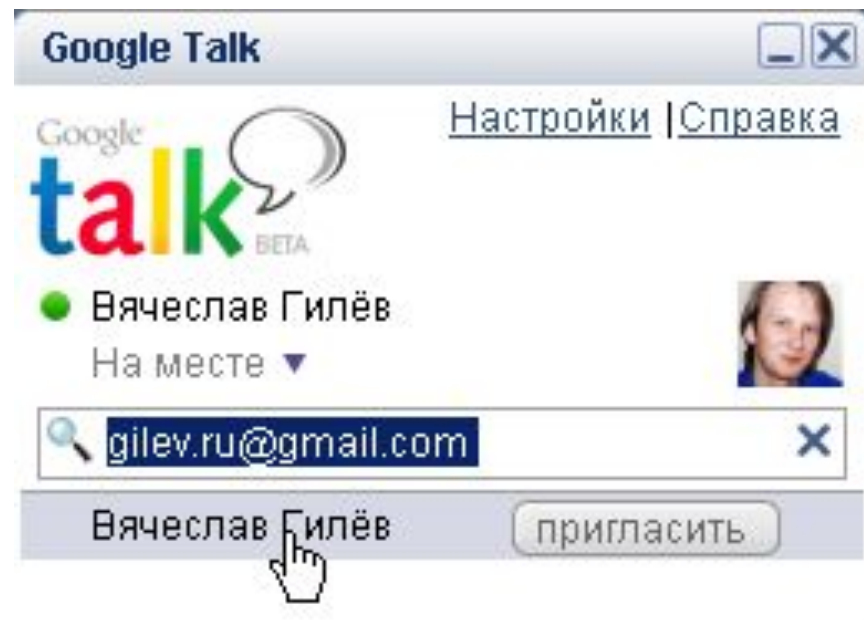 Google Talk
Настройки | Справка
Google
talk
BETA
Вячеслав Гилёв
На месте
gilev.ru@gmail.com
Вячеслав Гилёв пригласить